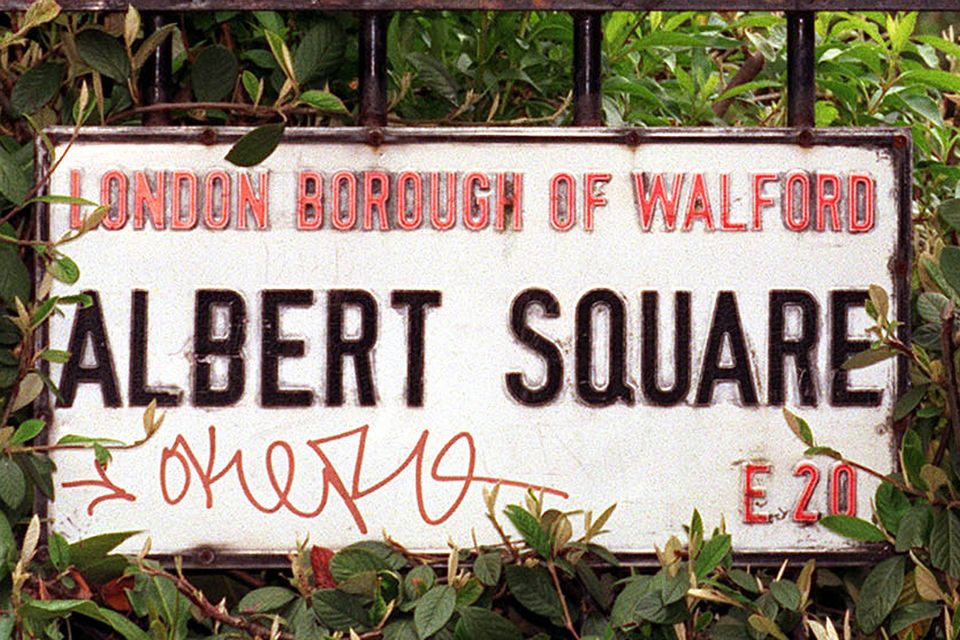 LONDON BOROUGH OF WALFORD
ALBERT SQUARE
E.20